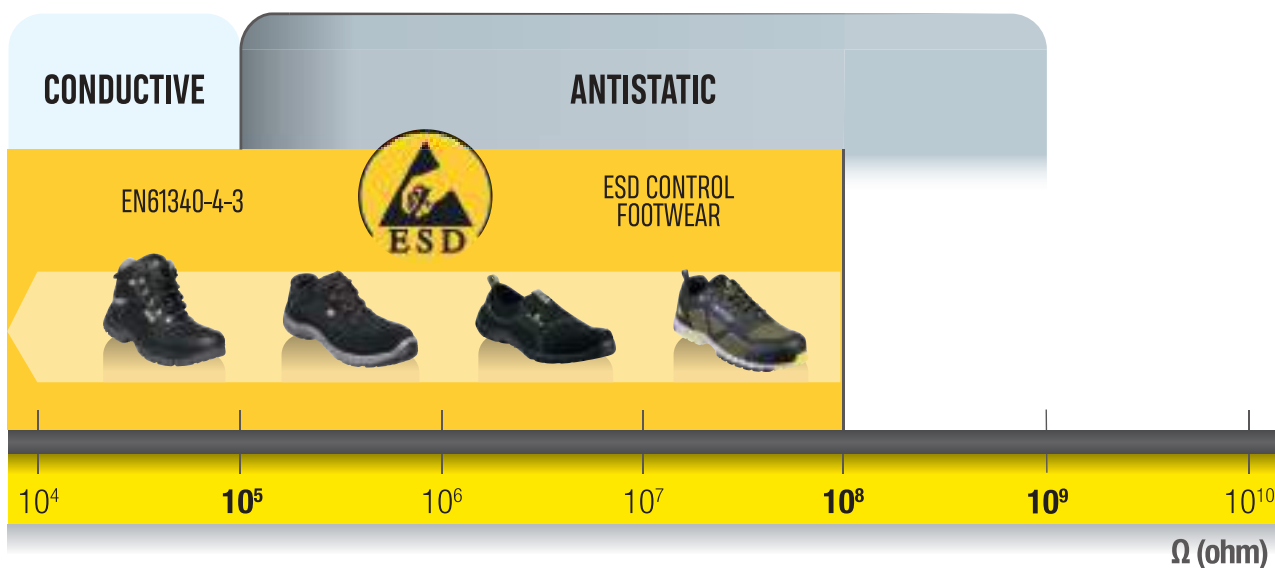 CONDUCTIVE
ANTISTATIC
EN61340-4-3
ESD
ESD CONTROL
FOOTWEAR
10⁴ 10⁵ 10⁶ 10⁷ 10⁸ 10⁹ 10¹⁰
Ω (ohm)